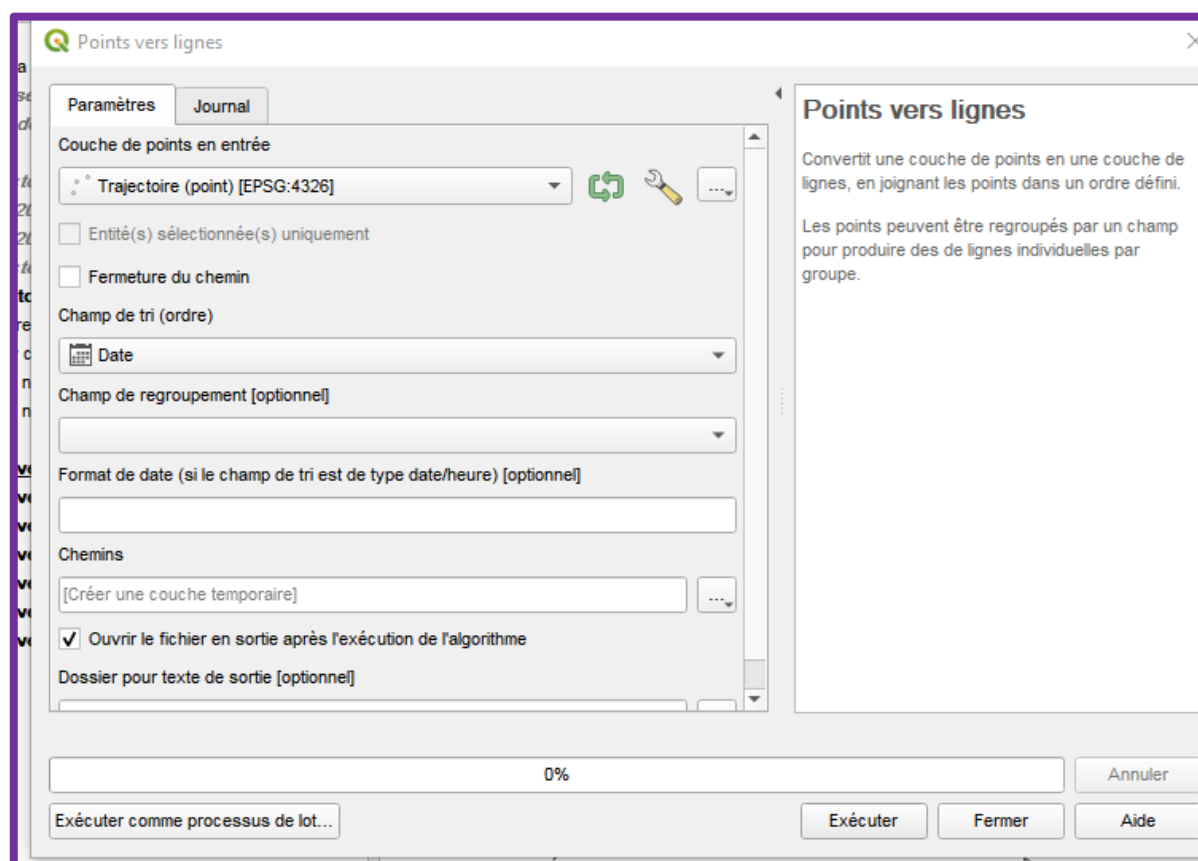 Points vers lignes
Paramètres
Journal
Couche de points en entrée
Trajectoire (point) [EPSG:4326]
...
Entité(s) sélectionnée(s) uniquement
Fermeture du chemin
Champ de tri (ordre)
Date
Champ de regroupement [optionnel]
Format de date (si le champ de tri est de type date/heure) [optionnel]
Chemins
[Créer une couche temporaire]
...
Ouvrir le fichier en sortie après l'exécution de l'algorithme
Dossier pour texte de sortie [optionnel]
Points vers lignes
Convertit une couche de points en une couche de
lignes, en joignant les points dans un ordre défini.
Les points peuvent être regroupés par un champ
pour produire des de lignes individuelles par
groupe.
0%
Annuler
Exécuter comme processus de lot...
Exécuter
Fermer
Aide